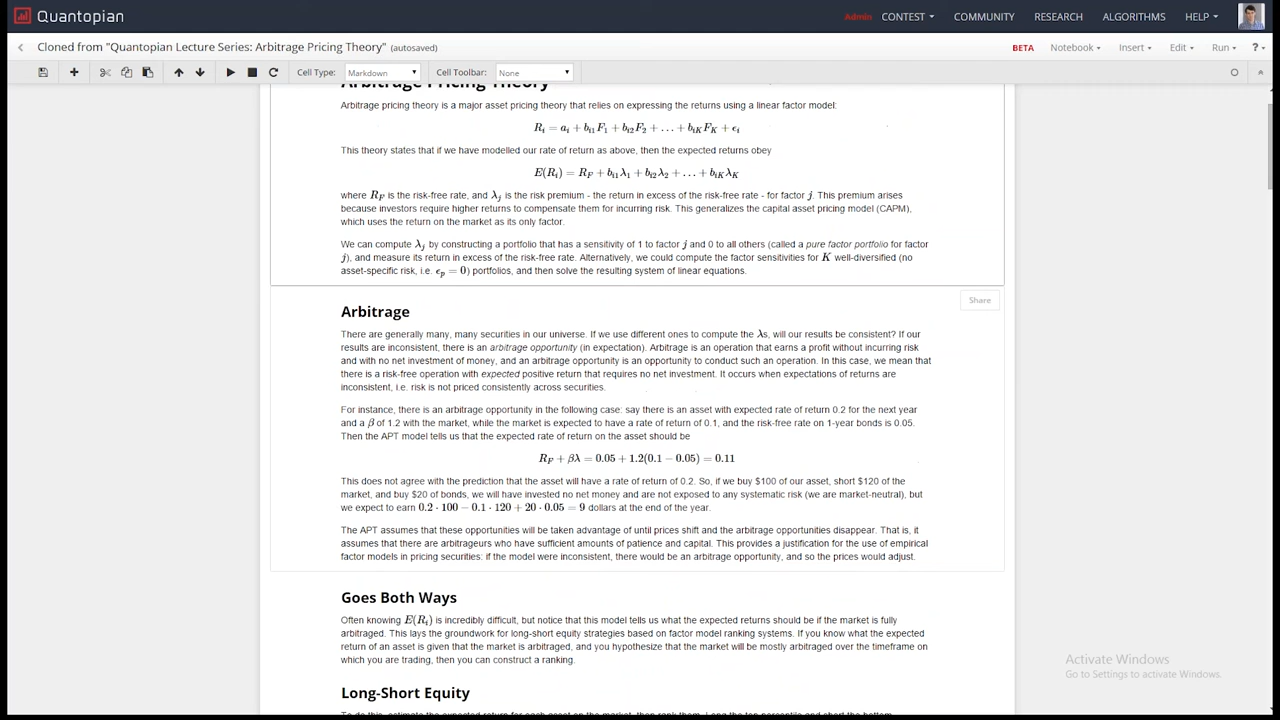 Quantopian
Admin CONTEST COMMUNITY RESEARCH ALGORITHMS HELP
Cloned from "Quantopian Lecture Series: Arbitrage Pricing Theory" (autosaved)
BETA Notebook Insert Edit Run ?
Cell Type: Markdown Cell Toolbar: None
Arbitrage Pricing Theory
Arbitrage pricing theory is a major asset pricing theory that relies on expressing the returns using a linear factor model:
R_i = a_i + b_{i1}F_1 + b_{i2}F_2 + … + b_{iK}F_K + ϵ_i
This theory states that if we have modelled our rate of return as above, then the expected returns obey
E(R_i) = R_F + b_{i1}λ_1 + b_{i2}λ_2 + … + b_{iK}λ_K
where R_F is the risk-free rate, and λ_j is the risk premium - the return in excess of the risk-free rate - for factor j. This premium arises
because investors require higher returns to compensate them for incurring risk. This generalizes the capital asset pricing model (CAPM),
which uses the return on the market as its only factor.
We can compute λ_j by constructing a portfolio that has a sensitivity of 1 to factor j and 0 to all others (called a pure factor portfolio for factor
j), and measure its return in excess of the risk-free rate. Alternatively, we could compute the factor sensitivities for K well-diversified (no
asset-specific risk, i.e. ϵ_p = 0) portfolios, and then solve the resulting system of linear equations.
Share
Arbitrage
There are generally many, many securities in our universe. If we use different ones to compute the λs, will our results be consistent? If our
results are inconsistent, there is an arbitrage opportunity (in expectation). Arbitrage is an operation that earns a profit without incurring risk
and with no net investment of money, and an arbitrage opportunity is an opportunity to conduct such an operation. In this case, we mean that
there is a risk-free operation with expected positive return that requires no net investment. It occurs when expectations of returns are
inconsistent, i.e. risk is not priced consistently across securities.
For instance, there is an arbitrage opportunity in the following case: say there is an asset with expected rate of return 0.2 for the next year
and a β of 1.2 with the market, while the market is expected to have a rate of return of 0.1, and the risk-free rate on 1-year bonds is 0.05.
Then the APT model tells us that the expected rate of return on the asset should be
R_F + βλ = 0.05 + 1.2(0.1 − 0.05) = 0.11
This does not agree with the prediction that the asset will have a rate of return of 0.2. So, if we buy $100 of our asset, short $120 of the
market, and buy $20 of bonds, we will have invested no net money and are not exposed to any systematic risk (we are market-neutral), but
we expect to earn 0.2 · 100 − 0.1 · 120 + 20 · 0.05 = 9 dollars at the end of the year.
The APT assumes that these opportunities will be taken advantage of until prices shift and the arbitrage opportunities disappear. That is, it
assumes that there are arbitrageurs who have sufficient amounts of patience and capital. This provides a justification for the use of empirical
factor models in pricing securities: if the model were inconsistent, there would be an arbitrage opportunity, and so the prices would adjust.
Goes Both Ways
Often knowing E(R_i) is incredibly difficult, but notice that this model tells us what the expected returns should be if the market is fully
arbitraged. This lays the groundwork for long-short equity strategies based on factor model ranking systems. If you know what the expected
return of an asset is given that the market is arbitraged, and you hypothesize that the market will be mostly arbitraged over the timeframe on
which you are trading, then you can construct a ranking.
Long-Short Equity
To do this, estimate the expected return for each asset on the market, then rank them. Long the top percentile and short the bottom
Activate Windows
Go to Settings to activate Windows.